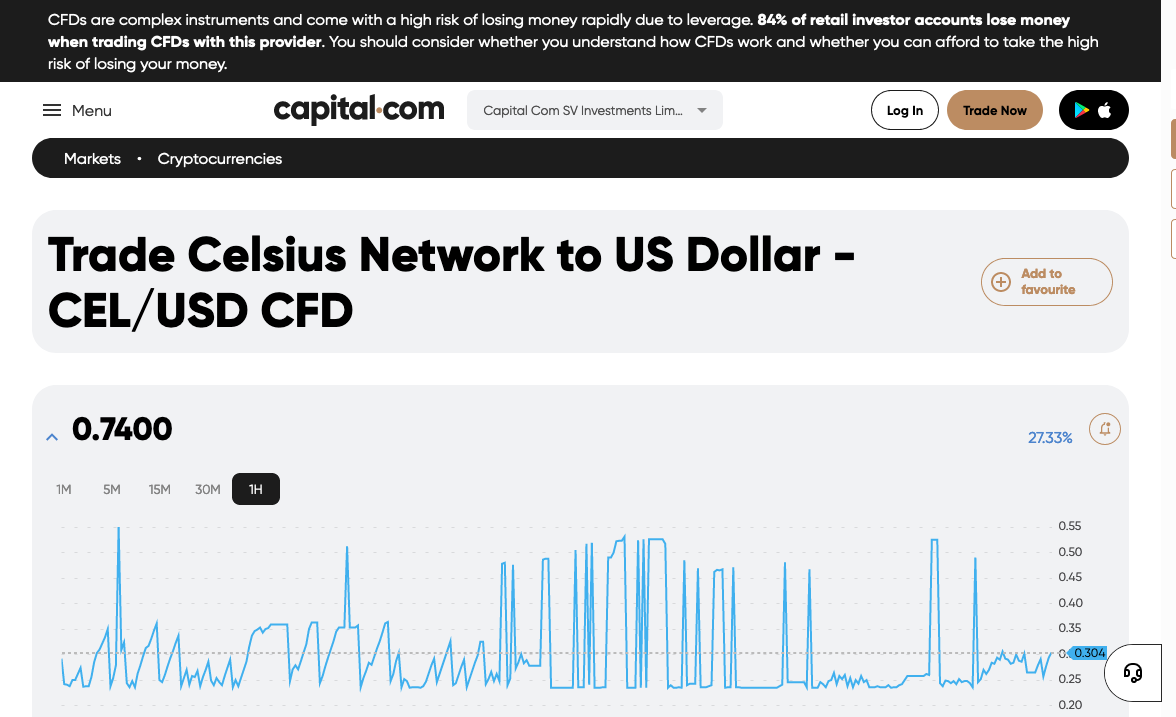 CFDs are complex instruments and come with a high risk of losing money rapidly due to leverage. 84% of retail investor accounts lose money
when trading CFDs with this provider. You should consider whether you understand how CFDs work and whether you can afford to take the high
risk of losing your money.
Menu
capital.com
Capital Com SV Investments Lim...
Log In
Trade Now
Markets • Cryptocurrencies
Trade Celsius Network to US Dollar -
CEL/USD CFD
Add to
favourite
0.7400
27.33%
1M 5M 15M 30M 1H
0.55
0.50
0.45
0.40
0.35
0.304
0.25
0.20